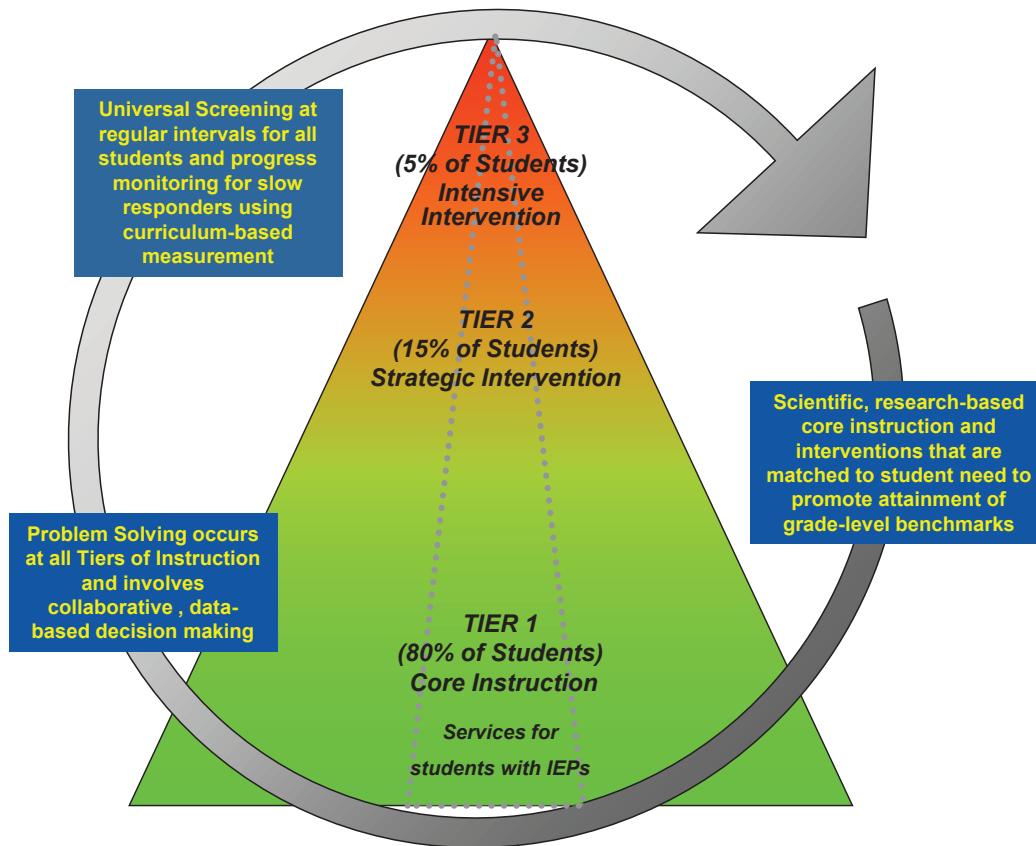 Universal Screening at
regular intervals for all
students and progress
monitoring for slow
responders using
curriculum-based
measurement
TIER 3
(5% of Students)
Intensive
Intervention
TIER 2
(15% of Students)
Strategic Intervention
Scientific, research-based
core instruction and
interventions that are
matched to student need to
promote attainment of
grade-level benchmarks
Problem Solving occurs
at all Tiers of Instruction
and involves
collaborative , data-
based decision making
TIER 1
(80% of Students)
Core Instruction
Services for
students with IEPs